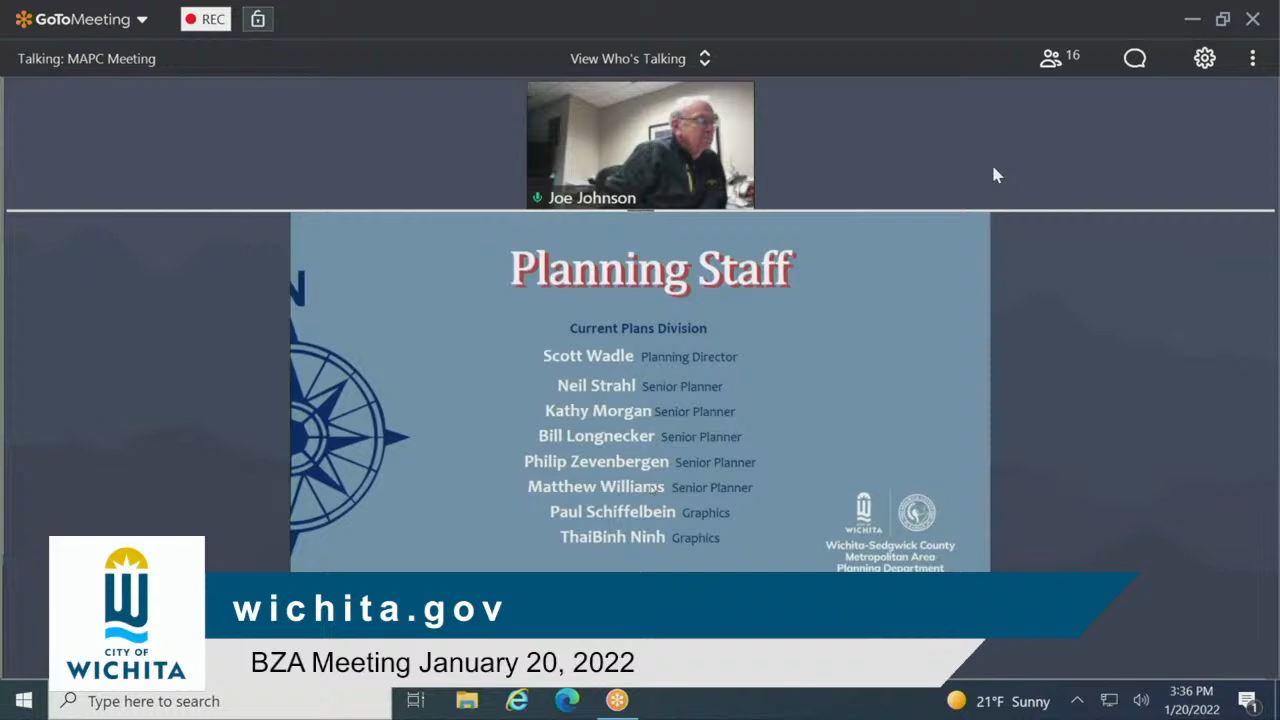 GoToMeeting
REC
Talking: MAPC Meeting
View Who's Talking
16
Joe Johnson
N
Planning Staff
Current Plans Division
Scott Wadle Planning Director
Neil Strahl Senior Planner
Kathy Morgan Senior Planner
Bill Longnecker Senior Planner
Philip Zevenbergen Senior Planner
Matthew Williams Senior Planner
Paul Schiffelbein Graphics
ThaiBinh Ninh Graphics
WICHITA
Wichita-Sedgwick County
Metropolitan Area
Planning Department
CITY OF
WICHITA
wichita.gov
BZA Meeting January 20, 2022
Type here to search
21°F Sunny
3:36 PM
1/20/2022
1